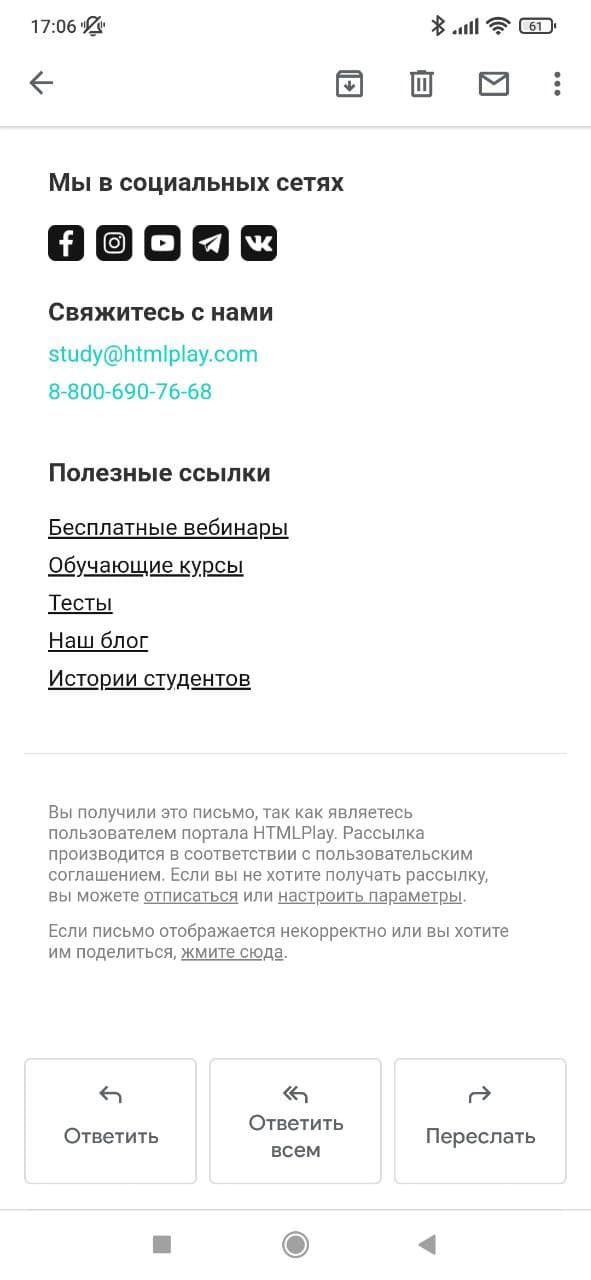 17:06
61
Мы в социальных сетях
Свяжитесь с нами
study@htmlplay.com
8-800-690-76-68
Полезные ссылки
Бесплатные вебинары
Обучающие курсы
Тесты
Наш блог
Истории студентов
Вы получили это письмо, так как являетесь
пользователем портала HTMLPlay. Рассылка
производится в соответствии с пользовательским
соглашением. Если вы не хотите получать рассылку,
вы можете отписаться или настроить параметры.
Если письмо отображается некорректно или вы хотите
им поделиться, жмите сюда.
Ответить
Ответить
всем
Переслать